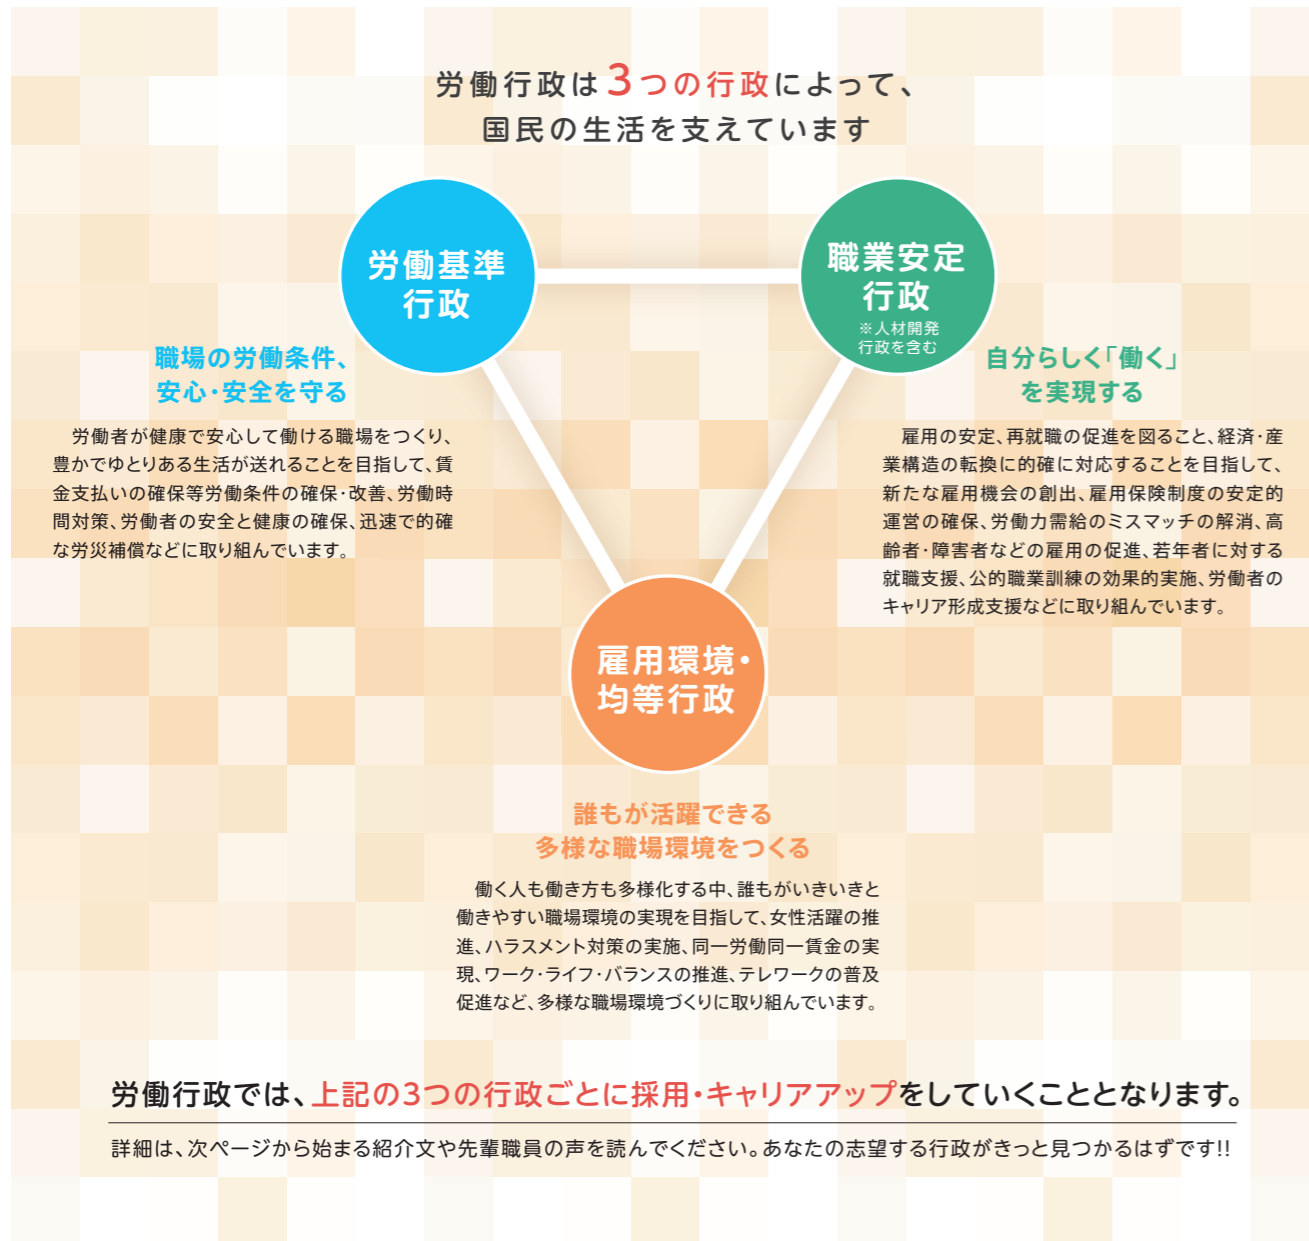 労働行政は3つの行政によって、
国民の生活を支えています
労働基準
行政
職業安定
行政
※人材開発
行政を含む
職場の労働条件、
安心・安全を守る
労働者が健康で安心して働ける職場をつくり、
豊かでゆとりある生活が送れることを目指して、賃
金支払いの確保等労働条件の確保・改善、労働時
間対策、労働者の安全と健康の確保、迅速で的確
な労災補償などに取り組んでいます。
自分らしく「働く」
を実現する
雇用の安定、再就職の促進を図ること、経済・産
業構造の転換に的確に対応することを目指して、
新たな雇用機会の創出、雇用保険制度の安定的
運営の確保、労働力需給のミスマッチの解消、高
齢者・障害者などの雇用の促進、若年者に対する
就職支援、公的職業訓練の効果的実施、労働者の
キャリア形成支援などに取り組んでいます。
雇用環境・
均等行政
誰もが活躍できる
多様な職場環境をつくる
働く人も働き方も多様化する中、誰もがいきいきと
働きやすい職場環境の実現を目指して、女性活躍の推
進、ハラスメント対策の実施、同一労働同一賃金の実
現、ワーク・ライフ・バランスの推進、テレワークの普及
促進など、多様な職場環境づくりに取り組んでいます。
労働行政では、上記の3つの行政ごとに採用・キャリアアップをしていくこととなります。
詳細は、次ページから始まる紹介文や先輩職員の声を読んでください。あなたの志望する行政がきっと見つかるはずです!!